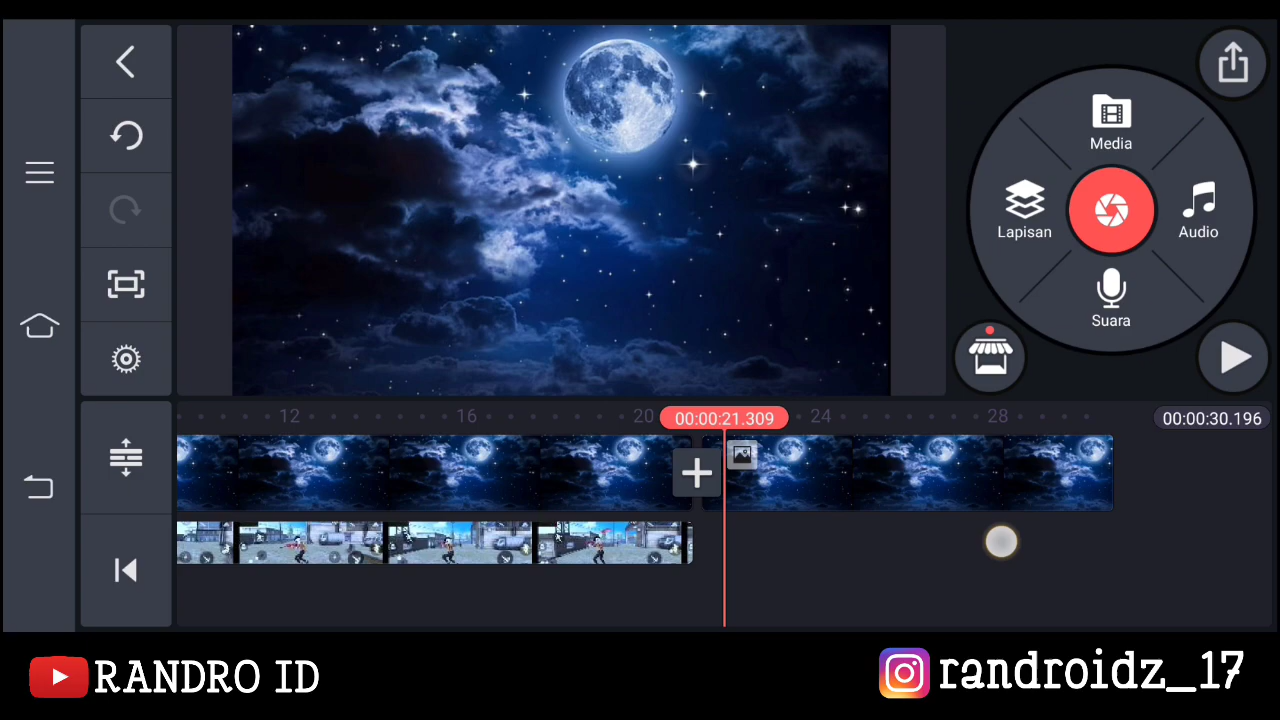 Media
Lapisan
Audio
Suara
12
16
20
00:00:21.309
24
28
00:00:30.196
RANDRO ID
randroidz_17